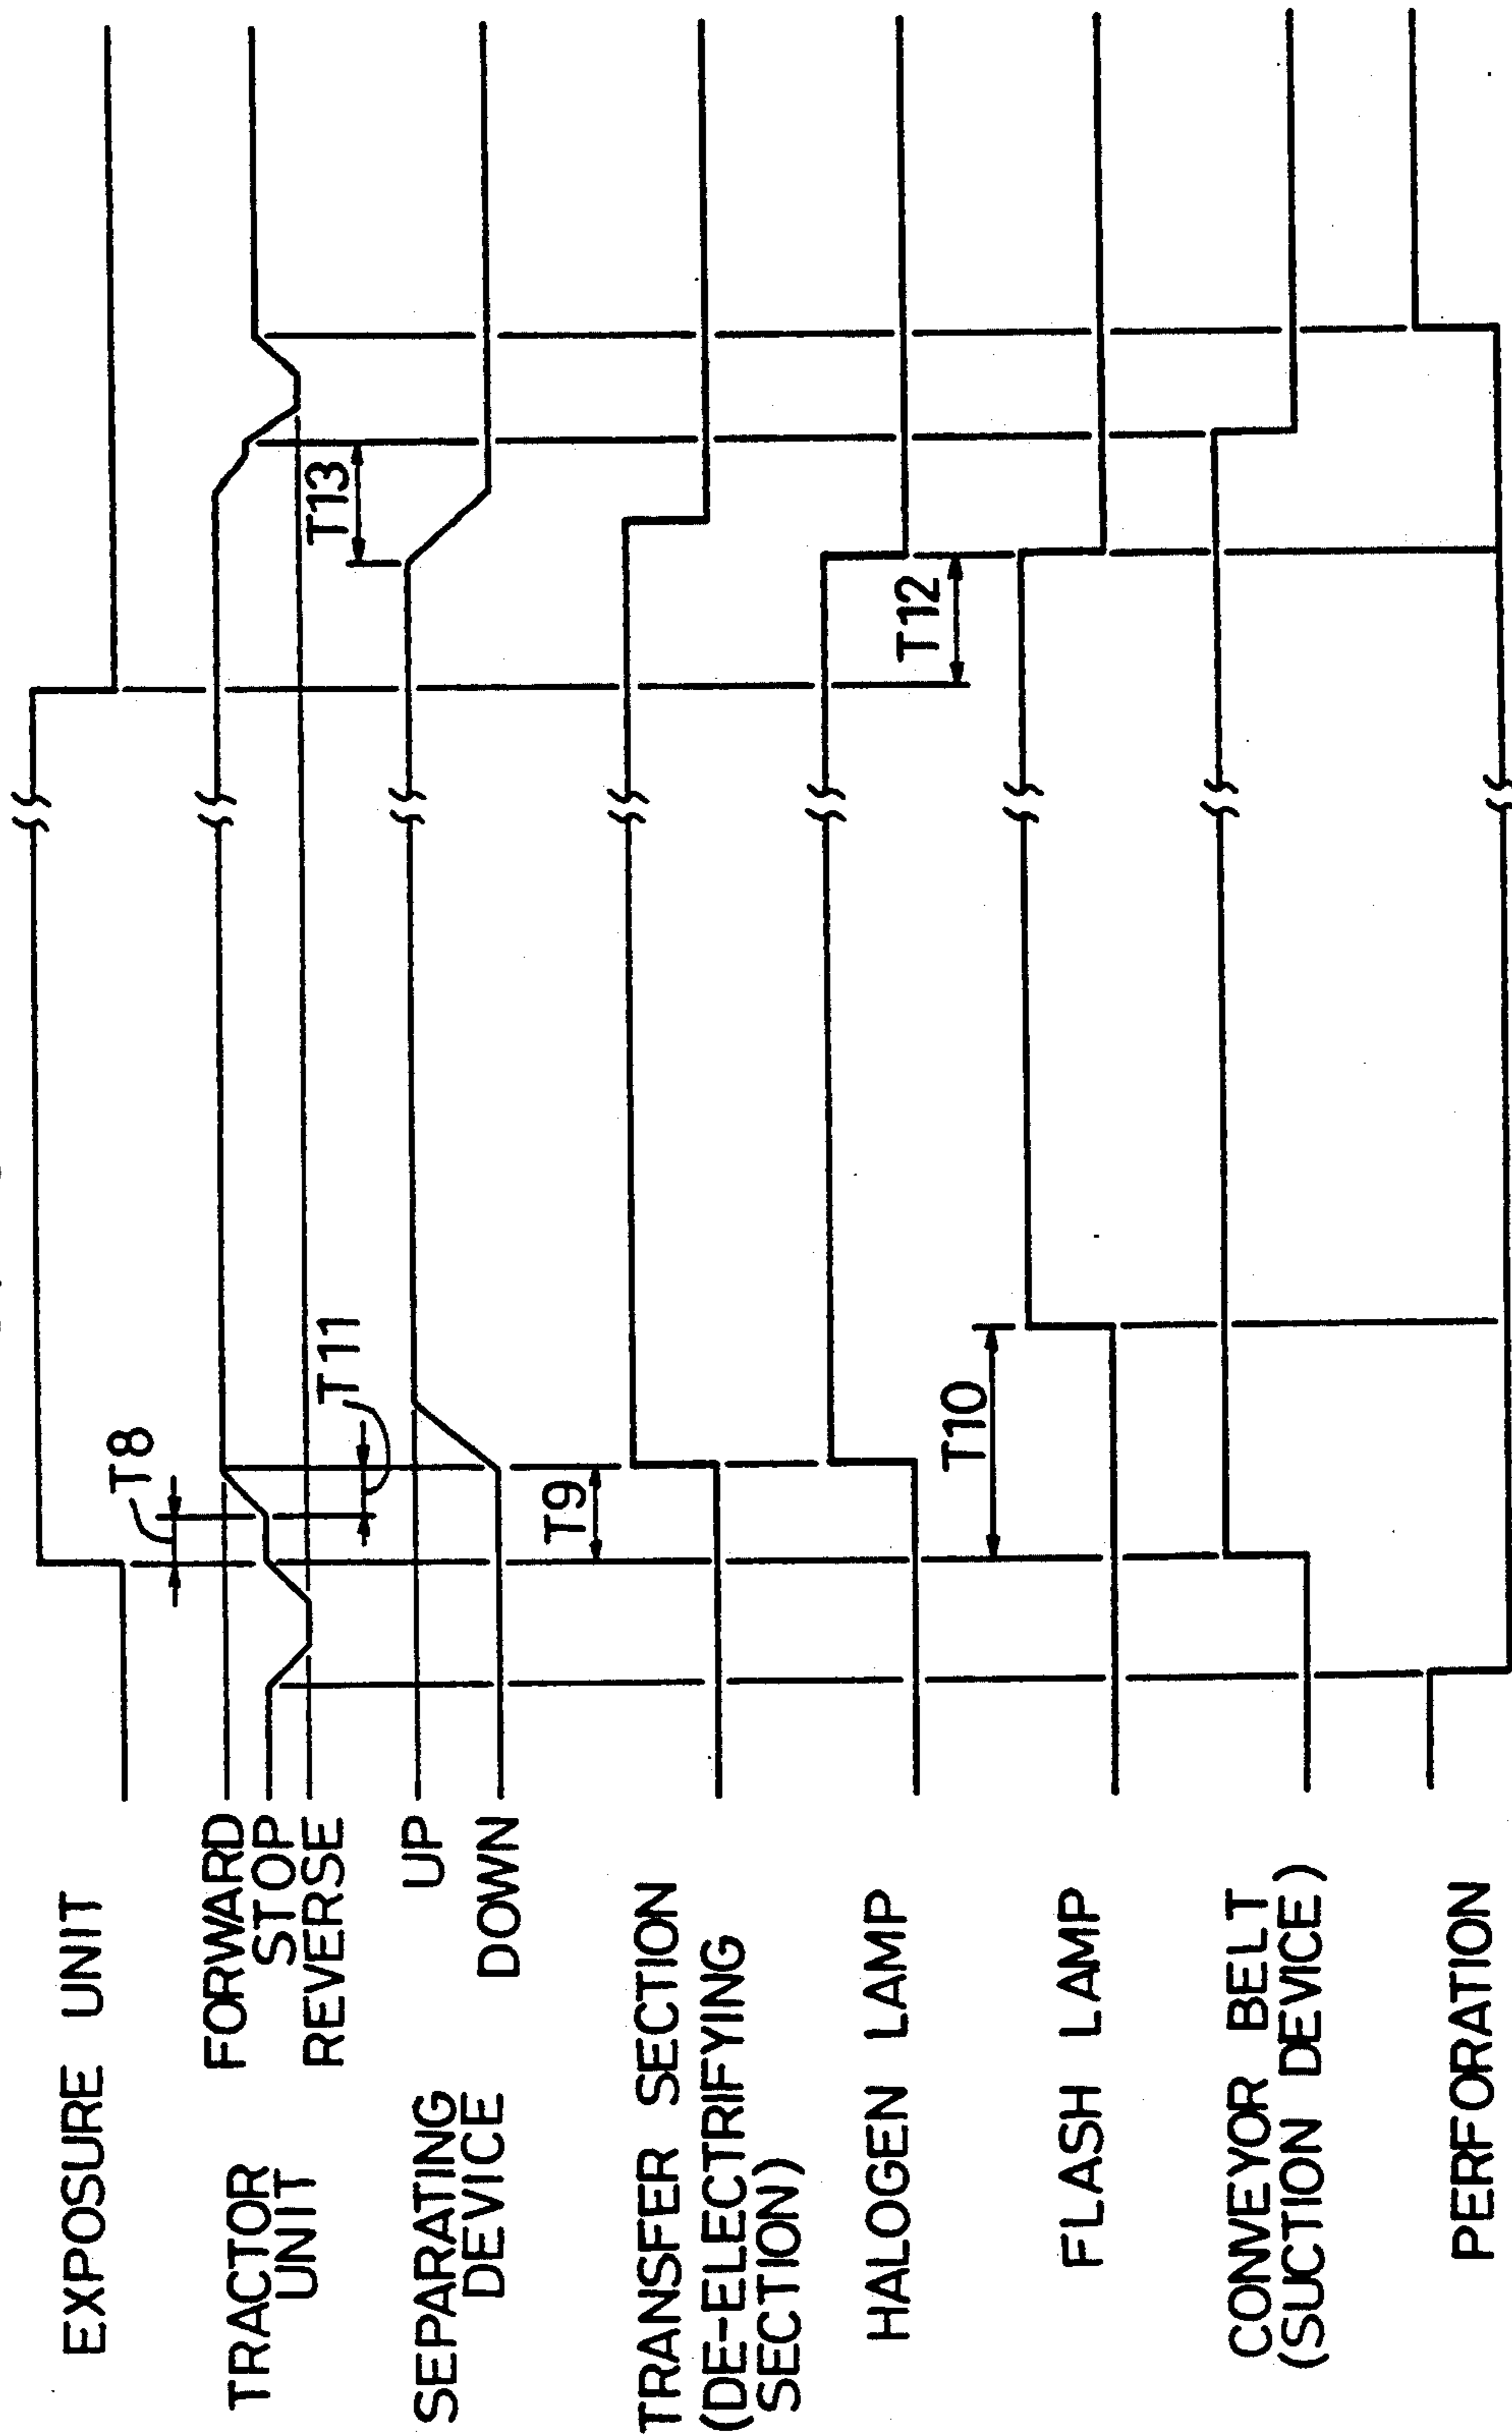 EXPOSURE UNIT
TRACTOR
UNIT
FORWARD
STOP
REVERSE
SEPARATING
DEVICE
UP
DOWN
TRANSFER SECTION
(DE-ELECTRIFYING
SECTION)
HALOGEN LAMP
FLASH LAMP
CONVEYOR BELT
(SUCTION DEVICE)
PERFORATION
T8
T11
T9
T10
T12
T13